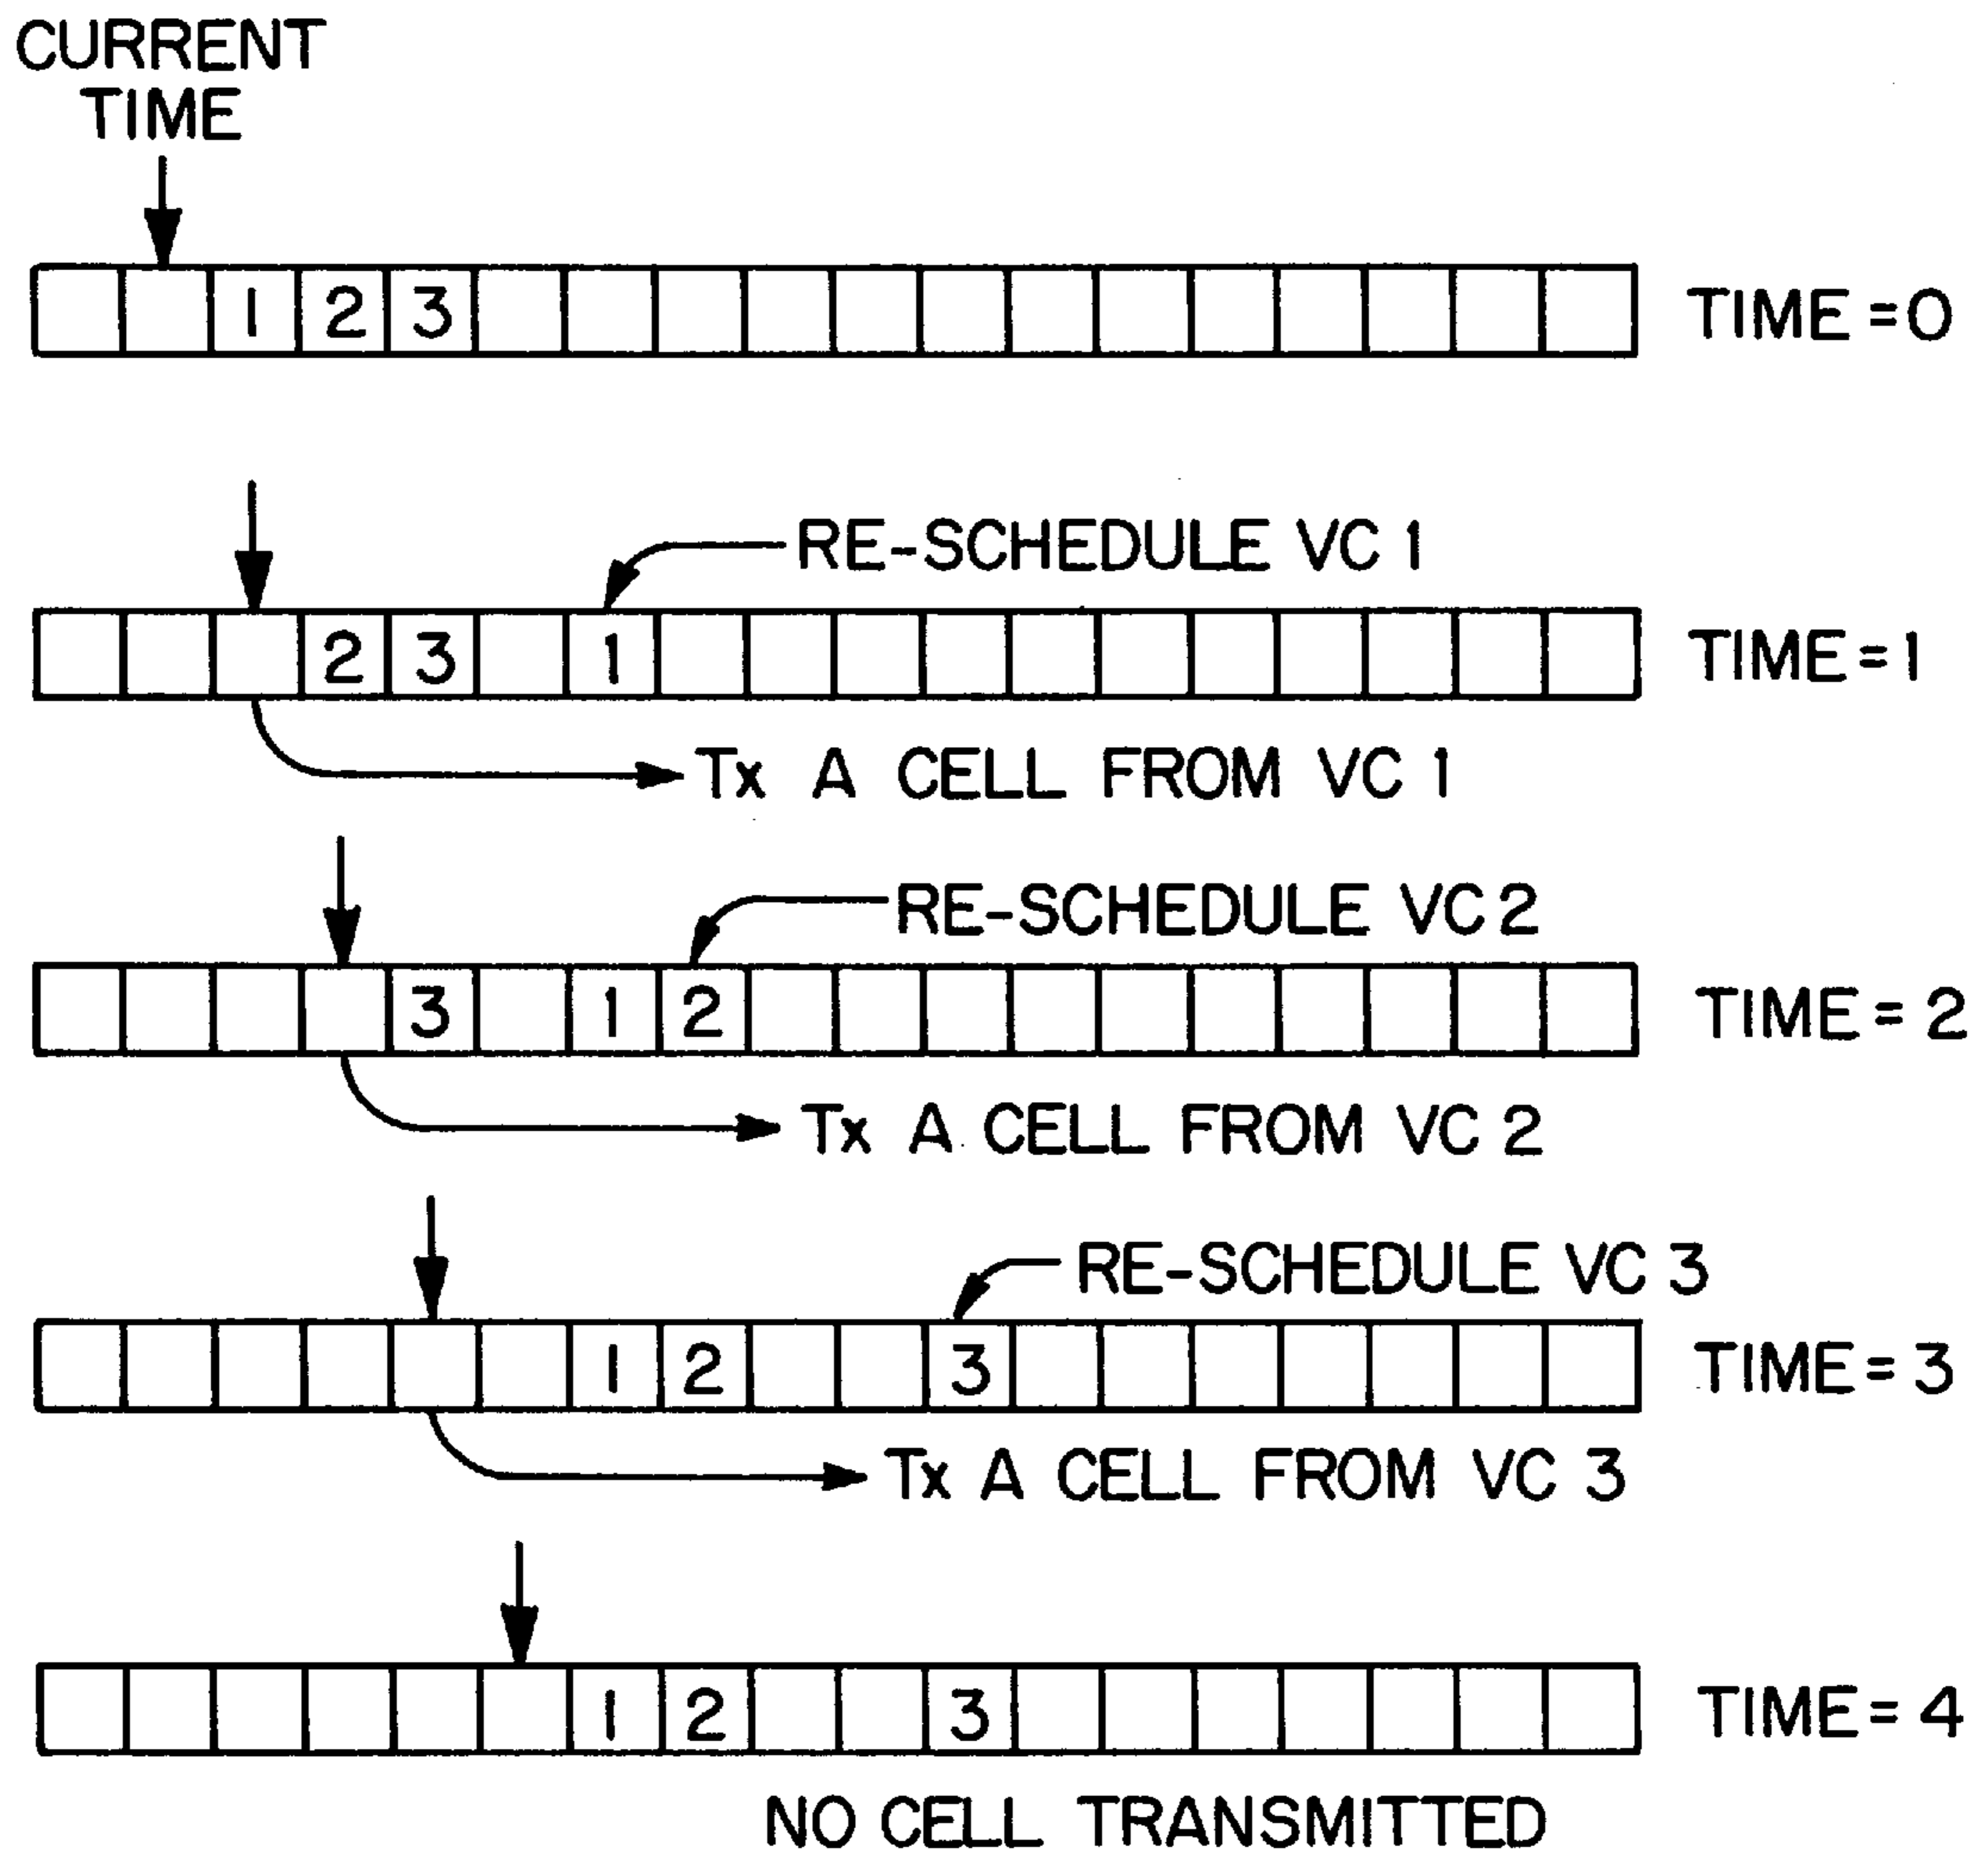 CURRENT
TIME
1 2 3
TIME=0
RE-SCHEDULE VC 1
2 3 1
TIME=1
Tx A CELL FROM VC 1
RE-SCHEDULE VC 2
3 1 2
TIME=2
Tx A CELL FROM VC 2
RE-SCHEDULE VC 3
1 2 3
TIME=3
Tx A CELL FROM VC 3
1 2 3
TIME=4
NO CELL TRANSMITTED